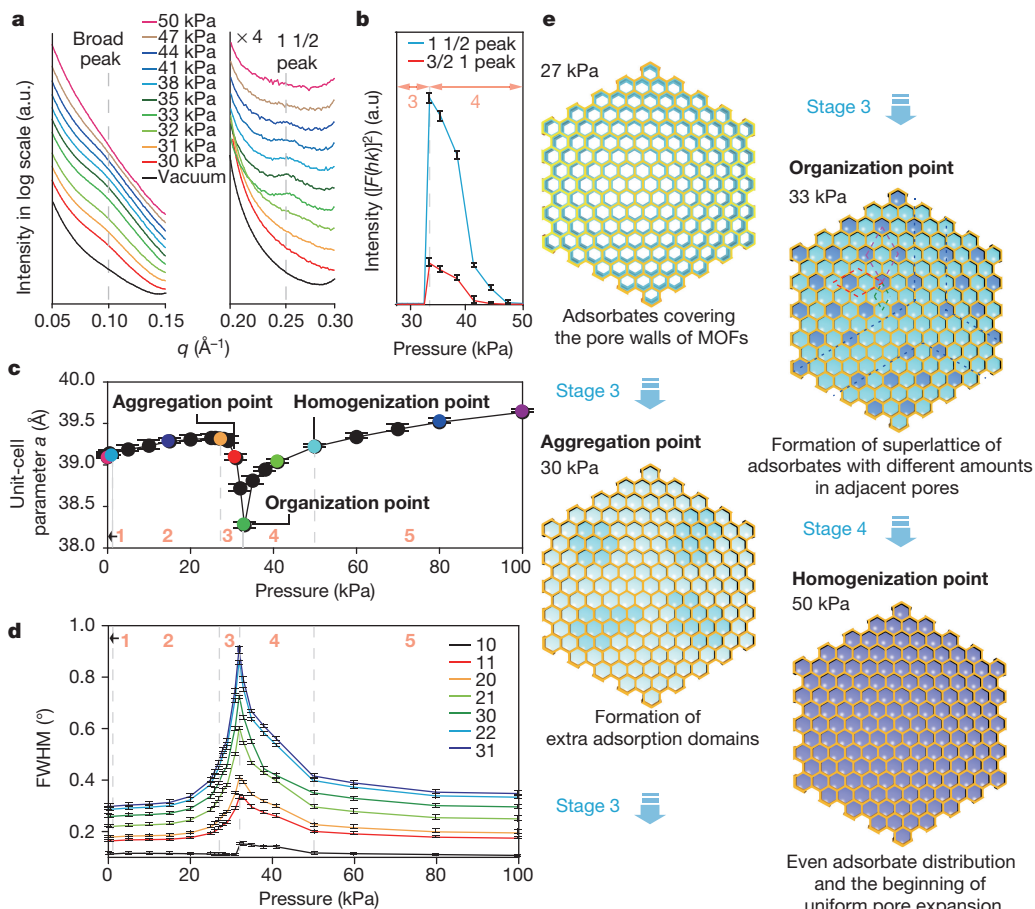 a
50 kPa
47 kPa
44 kPa
41 kPa
38 kPa
35 kPa
33 kPa
32 kPa
31 kPa
30 kPa
Vacuum
Broad
peak
× 4
1 1/2
peak
Intensity in log scale (a.u.)
0.05
0.10
0.15
0.20
0.25
0.30
q (Å⁻¹)
b
1 1/2 peak
3/2 1 peak
3
4
Intensity ([F(hk)]²) (a.u)
30
40
50
Pressure (kPa)
c
40.0
39.0
38.0
Unit-cell
parameter a (Å)
Aggregation point
Homogenization point
Organization point
1
2
3
4
5
0
20
40
60
80
100
Pressure (kPa)
d
1.0
0.8
0.6
0.4
0.2
FWHM (°)
1
2
3
4
5
10
11
20
21
30
22
31
0
20
40
60
80
100
Pressure (kPa)
e
27 kPa
Adsorbates covering
the pore walls of MOFs
Stage 3
Aggregation point
30 kPa
Formation of
extra adsorption domains
Stage 3
Stage 3
Organization point
33 kPa
Formation of superlattice of
adsorbates with different amounts
in adjacent pores
Stage 4
Homogenization point
50 kPa
Even adsorbate distribution
and the beginning of
uniform pore expansion